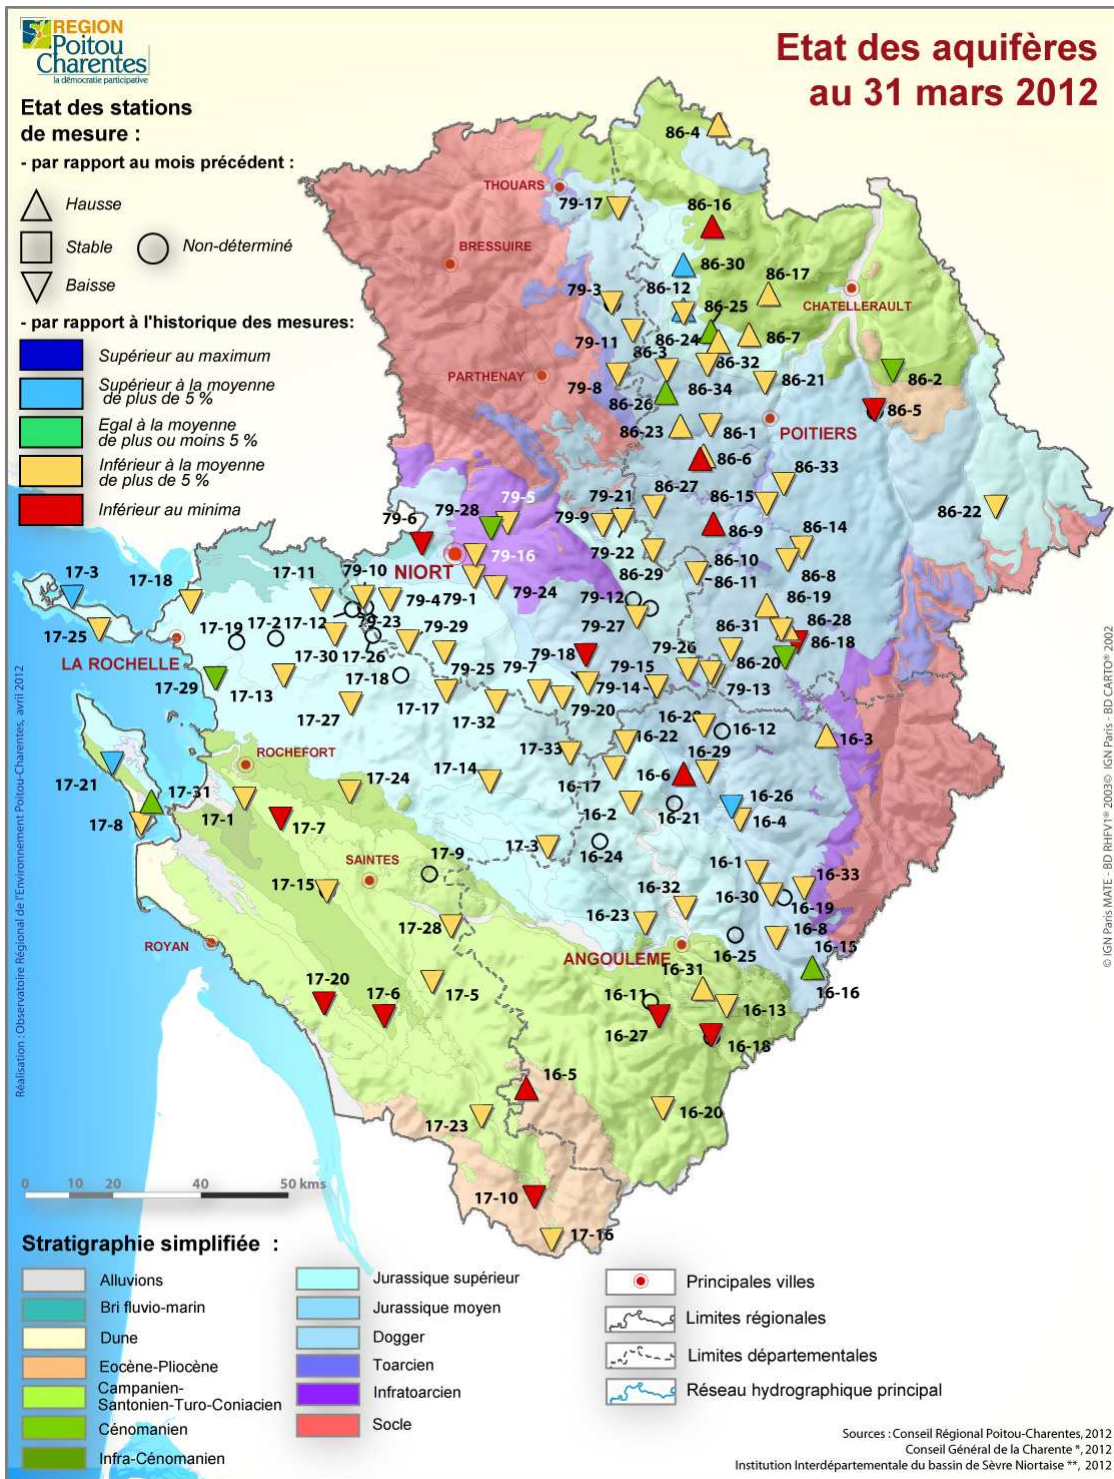 REGION
Poitou
Charentes
la démocratie participative
Etat des aquifères
au 31 mars 2012
Etat des stations
de mesure :
- par rapport au mois précédent :
Hausse
Stable
Non-déterminé
Baisse
- par rapport à l'historique des mesures:
Supérieur au maximum
Supérieur à la moyenne
de plus de 5 %
Egal à la moyenne
de plus ou moins 5 %
Inférieur à la moyenne
de plus de 5 %
Inférieur au minima
86-4
THOUARS
79-17
86-16
BRESSUIRE
86-30
86-17
79-3
86-12
CHATELLERAULT
86-25
79-11
86-24
86-7
86-3
86-32
PARTHENAY
79-8
86-34
86-21
86-2
86-26
86-5
86-23
86-1
POITIERS
86-6
86-33
79-5
79-28
79-21
86-27
86-15
86-22
79-6
79-9
86-9
86-14
79-16
79-22
86-10
NIORT
86-29
86-11
86-8
17-3
17-18
17-11
79-10
79-4
79-1
79-24
79-12
86-19
17-25
17-19
17-2
17-12
79-23
79-29
79-27
86-31
86-28
LA ROCHELLE
17-30
17-26
79-18
79-26
86-18
17-29
17-13
17-18
79-25
79-7
79-15
86-20
17-27
17-17
79-14
79-13
17-32
79-20
16-28
16-12
16-22
16-3
ROCHEFORT
17-33
16-29
17-21
17-24
17-14
16-6
16-17
16-26
17-31
16-2
16-21
16-4
17-8
17-1
17-7
17-3
16-24
SAINTES
17-9
16-1
16-33
17-15
16-32
16-30
16-19
17-28
16-23
16-8
ROYAN
ANGOULEME
16-25
16-15
16-31
17-20
17-6
17-5
16-11
16-13
16-16
16-27
16-18
16-5
17-23
16-20
17-10
17-16
0 10 20 40 50 kms
Réalisation : Observatoire Régional de l'Environnement Poitou-Charentes, avril 2012
© IGN Paris MATE - BD RHFV1® 2003© IGN Paris - BD CARTO® 2002
Stratigraphie simplifiée :
Alluvions
Bri fluvio-marin
Dune
Eocène-Pliocène
Campanien-
Santonien-Turo-Coniacien
Cénomanien
Infra-Cénomanien
Jurassique supérieur
Jurassique moyen
Dogger
Toarcien
Infratoarcien
Socle
Principales villes
Limites régionales
Limites départementales
Réseau hydrographique principal
Sources : Conseil Régional Poitou-Charentes, 2012
Conseil Général de la Charente *, 2012
Institution Interdépartementale du bassin de Sèvre Niortaise **, 2012